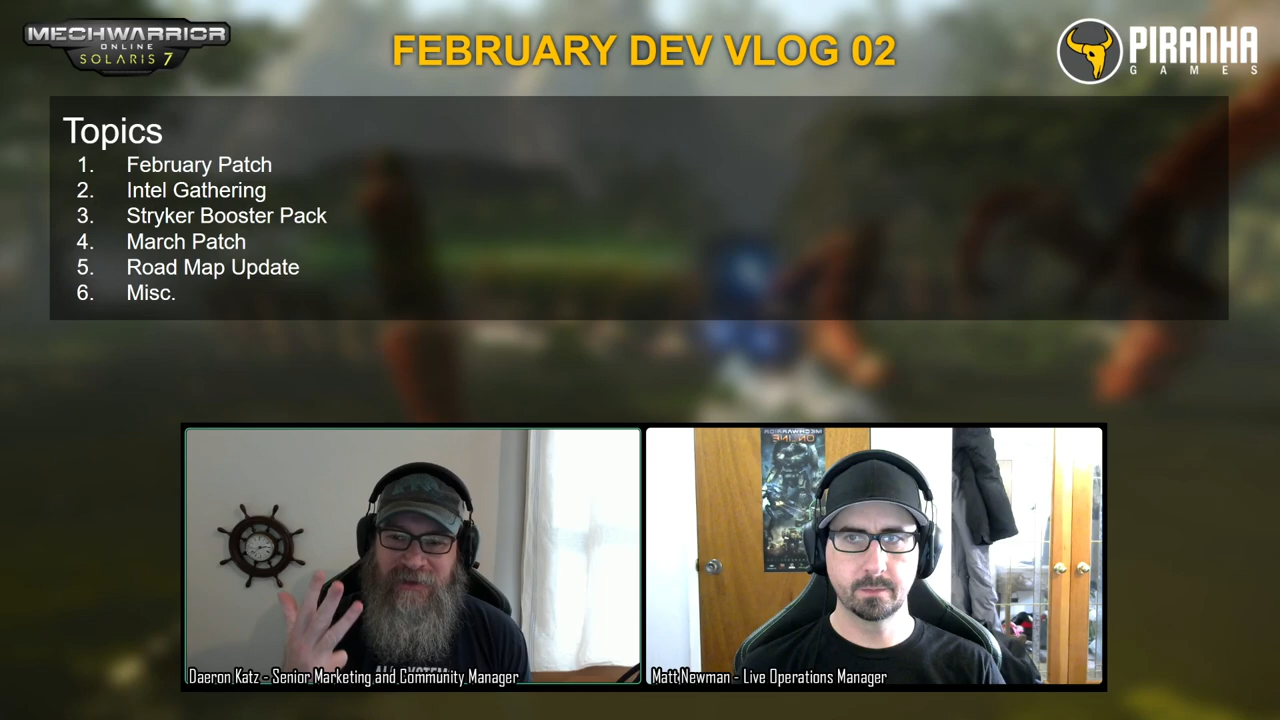 MECHWARRIOR
ONLINE
SOLARIS 7
FEBRUARY DEV VLOG 02
PIRANHA
GAMES
Topics
1. February Patch
2. Intel Gathering
3. Stryker Booster Pack
4. March Patch
5. Road Map Update
6. Misc.
MECHWARRIOR
ONLINE
Daeron Katz - Senior Marketing and Community Manager
Matt Newman - Live Operations Manager